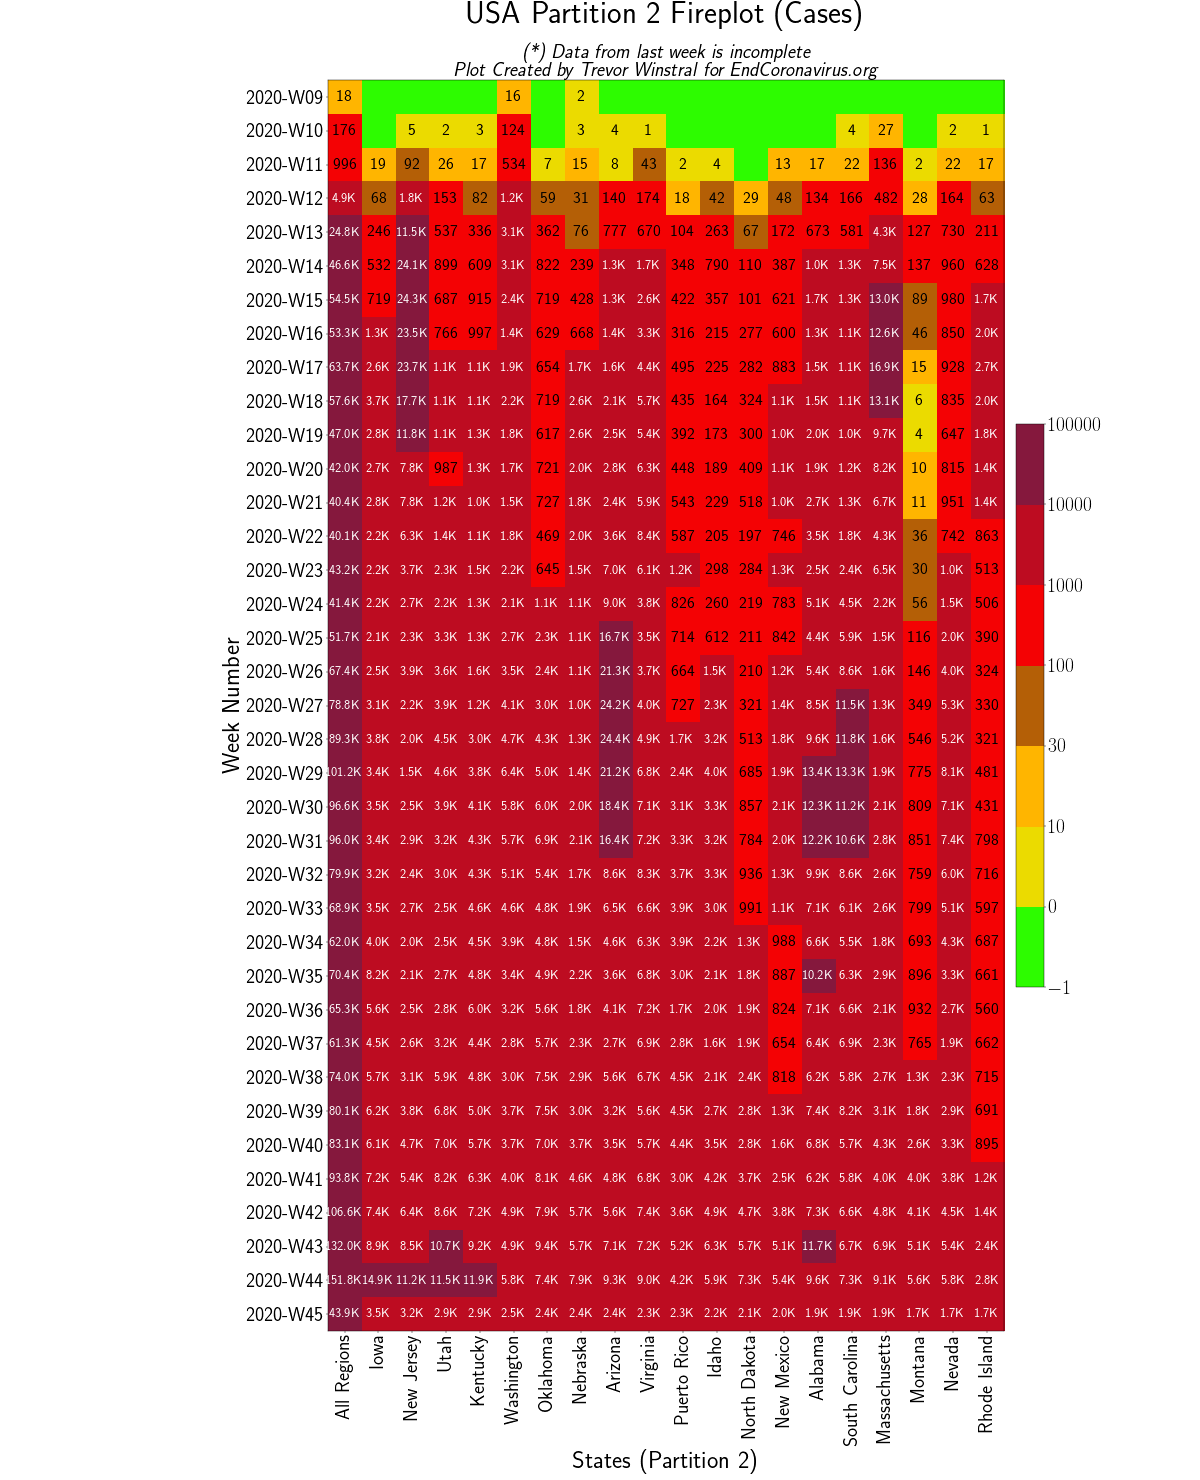 USA Partition 2 Fireplot (Cases)
(*) Data from last week is incomplete
Plot Created by Trevor Winstral for EndCoronavirus.org
2020-W09 18 16 2
2020-W10 176 5 2 3 124 3 4 1 4 27 2 1
2020-W11 996 19 92 26 17 534 7 15 8 43 2 4 13 17 22 136 2 22 17
2020-W12 4.9K 68 1.8K 153 82 1.2K 59 31 140 174 18 42 29 48 134 166 482 28 164 63
2020-W13 24.8K 246 11.5K 537 336 3.1K 362 76 777 670 104 263 67 172 673 581 4.3K 127 730 211
2020-W14 46.6K 532 24.1K 899 609 3.1K 822 239 1.3K 1.7K 348 790 110 387 1.0K 1.3K 7.5K 137 960 628
2020-W15 54.5K 719 24.3K 687 915 2.4K 719 428 1.3K 2.6K 422 357 101 621 1.7K 1.3K 13.0K 89 980 1.7K
2020-W16 53.3K 1.3K 23.5K 766 997 1.4K 629 668 1.4K 3.3K 316 215 277 600 1.3K 1.1K 12.6K 46 850 2.0K
2020-W17 63.7K 2.6K 23.7K 1.1K 1.1K 1.9K 654 1.7K 1.6K 4.4K 495 225 282 883 1.5K 1.1K 16.9K 15 928 2.7K
2020-W18 57.6K 3.7K 17.7K 1.1K 1.1K 2.2K 719 2.6K 2.1K 5.7K 435 164 324 1.1K 1.5K 1.1K 13.1K 6 835 2.0K
2020-W19 47.0K 2.8K 11.8K 1.1K 1.3K 1.8K 617 2.6K 2.5K 5.4K 392 173 300 1.0K 2.0K 1.0K 9.7K 4 647 1.8K
2020-W20 42.0K 2.7K 7.8K 987 1.3K 1.7K 721 2.0K 2.8K 6.3K 448 189 409 1.1K 1.9K 1.2K 8.2K 10 815 1.4K
2020-W21 40.4K 2.8K 7.8K 1.2K 1.0K 1.5K 727 1.8K 2.4K 5.9K 543 229 518 1.0K 2.7K 1.3K 6.7K 11 951 1.4K
2020-W22 40.1K 2.2K 6.3K 1.4K 1.1K 1.8K 469 2.0K 3.6K 8.4K 587 205 197 746 3.5K 1.8K 4.3K 36 742 863
2020-W23 43.2K 2.2K 3.7K 2.3K 1.5K 2.2K 645 1.5K 7.0K 6.1K 1.2K 298 284 1.3K 2.5K 2.4K 6.5K 30 1.0K 513
2020-W24 41.4K 2.2K 2.7K 2.2K 1.3K 2.1K 1.1K 1.1K 9.0K 3.8K 826 260 219 783 5.1K 4.5K 2.2K 56 1.5K 506
2020-W25 51.7K 2.1K 2.3K 3.3K 1.3K 2.7K 2.3K 1.1K 16.7K 3.5K 714 612 211 842 4.4K 5.9K 1.5K 116 2.0K 390
2020-W26 67.4K 2.5K 3.9K 3.6K 1.6K 3.5K 2.4K 1.1K 21.3K 3.7K 664 1.5K 210 1.2K 5.4K 8.6K 1.6K 146 4.0K 324
2020-W27 78.8K 3.1K 2.2K 3.9K 1.2K 4.1K 3.0K 1.0K 24.2K 4.0K 727 2.3K 321 1.4K 8.5K 11.5K 1.3K 349 5.3K 330
2020-W28 89.3K 3.8K 2.0K 4.5K 3.0K 4.7K 4.3K 1.3K 24.4K 4.9K 1.7K 3.2K 513 1.8K 9.6K 11.8K 1.6K 546 5.2K 321
2020-W29 101.2K 3.4K 1.5K 4.6K 3.8K 6.4K 5.0K 1.4K 21.2K 6.8K 2.4K 4.0K 685 1.9K 13.4K 13.3K 1.9K 775 8.1K 481
2020-W30 96.6K 3.5K 2.5K 3.9K 4.1K 5.8K 6.0K 2.0K 18.4K 7.1K 3.1K 3.3K 857 2.1K 12.3K 11.2K 2.1K 809 7.1K 431
2020-W31 96.0K 3.4K 2.9K 3.2K 4.3K 5.7K 6.9K 2.1K 16.4K 7.2K 3.3K 3.2K 784 2.0K 12.2K 10.6K 2.8K 851 7.4K 798
2020-W32 79.9K 3.2K 2.4K 3.0K 4.3K 5.1K 5.4K 1.7K 8.6K 8.3K 3.7K 3.3K 936 1.3K 9.9K 8.6K 2.6K 759 6.0K 716
2020-W33 68.9K 3.5K 2.7K 2.5K 4.6K 4.6K 4.8K 1.9K 6.5K 6.6K 3.9K 3.0K 991 1.1K 7.1K 6.1K 2.6K 799 5.1K 597
2020-W34 62.0K 4.0K 2.0K 2.5K 4.5K 3.9K 4.8K 1.5K 4.6K 6.3K 3.9K 2.2K 1.3K 988 6.6K 5.5K 1.8K 693 4.3K 687
2020-W35 70.4K 8.2K 2.1K 2.7K 4.8K 3.4K 4.9K 2.2K 3.6K 6.8K 3.0K 2.1K 1.8K 887 10.2K 6.3K 2.9K 896 3.3K 661
2020-W36 65.3K 5.6K 2.5K 2.8K 6.0K 3.2K 5.6K 1.8K 4.1K 7.2K 1.7K 2.0K 1.9K 824 7.1K 6.6K 2.1K 932 2.7K 560
2020-W37 61.3K 4.5K 2.6K 3.2K 4.4K 2.8K 5.7K 2.3K 2.7K 6.9K 2.8K 1.6K 1.9K 654 6.4K 6.9K 2.3K 765 1.9K 662
2020-W38 74.0K 5.7K 3.1K 5.9K 4.8K 3.0K 7.5K 2.9K 5.6K 6.7K 4.5K 2.1K 2.4K 818 6.2K 5.8K 2.7K 1.3K 2.3K 715
2020-W39 80.1K 6.2K 3.8K 6.8K 5.0K 3.7K 7.5K 3.0K 3.2K 5.6K 4.5K 2.7K 2.8K 1.3K 7.4K 8.2K 3.1K 1.8K 2.9K 691
2020-W40 83.1K 6.1K 4.7K 7.0K 5.7K 3.7K 7.0K 3.7K 3.5K 5.7K 4.4K 3.5K 2.8K 1.6K 6.8K 5.7K 4.3K 2.6K 3.3K 895
2020-W41 93.8K 7.2K 5.4K 8.2K 6.3K 4.0K 8.1K 4.6K 4.8K 6.8K 3.0K 4.2K 3.7K 2.5K 6.2K 5.8K 4.0K 4.0K 3.8K 1.2K
2020-W42 106.6K 7.4K 6.4K 8.6K 7.2K 4.9K 7.9K 5.7K 5.6K 7.4K 3.6K 4.9K 4.7K 3.8K 7.3K 6.6K 4.8K 4.1K 4.5K 1.4K
2020-W43 132.0K 8.9K 8.5K 10.7K 9.2K 4.9K 9.4K 5.7K 7.1K 7.2K 5.2K 6.3K 5.7K 5.1K 11.7K 6.7K 6.9K 5.1K 5.4K 2.4K
2020-W44 151.8K 14.9K 11.2K 11.5K 11.9K 5.8K 7.4K 7.9K 9.3K 9.0K 4.2K 5.9K 7.3K 5.4K 9.6K 7.3K 9.1K 5.6K 5.8K 2.8K
2020-W45 43.9K 3.5K 3.2K 2.9K 2.9K 2.5K 2.4K 2.4K 2.4K 2.3K 2.3K 2.2K 2.1K 2.0K 1.9K 1.9K 1.9K 1.7K 1.7K 1.7K
Week Number
All Regions
Iowa
New Jersey
Utah
Kentucky
Washington
Oklahoma
Nebraska
Arizona
Virginia
Puerto Rico
Idaho
North Dakota
New Mexico
Alabama
South Carolina
Massachusetts
Montana
Nevada
Rhode Island
States (Partition 2)
100000
10000
1000
100
30
10
0
−1